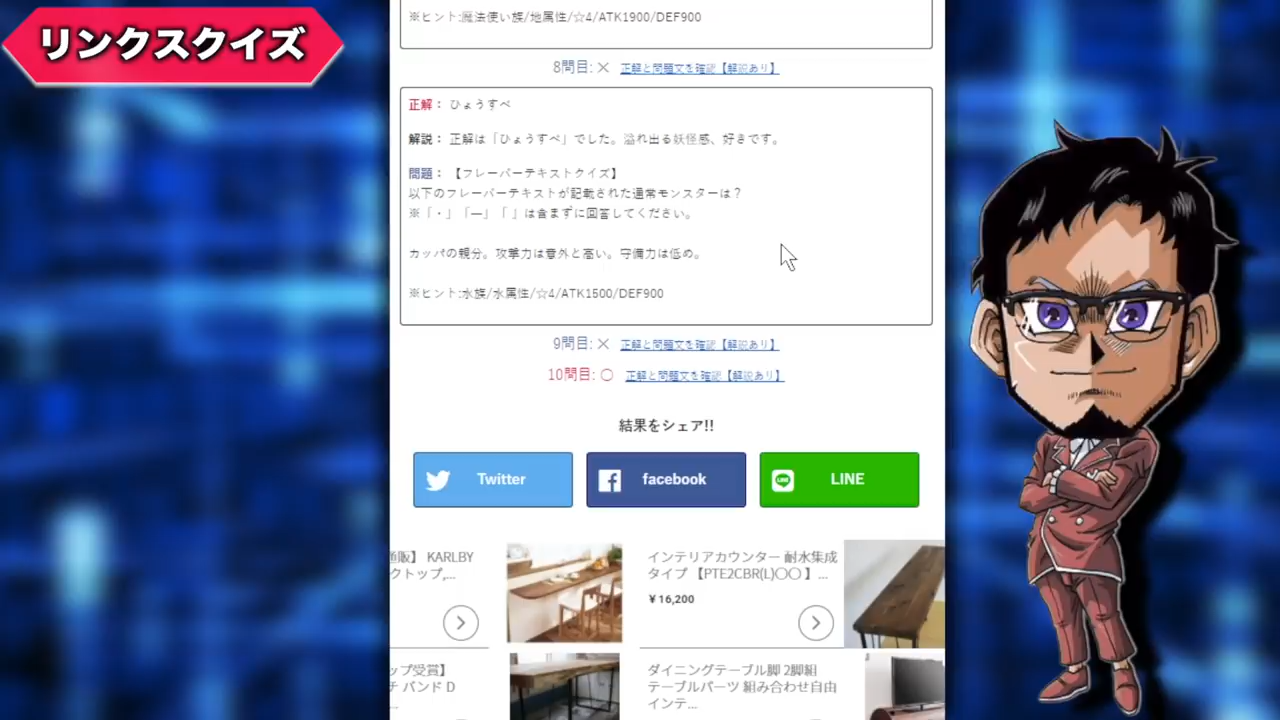 リンクスクイズ
※ヒント:魔法使い族/地属性/☆4/ATK1900/DEF900
8問目: × 正解と問題文を確認【解説あり】
正解： ひょうすべ
解説： 正解は「ひょうすべ」でした。溢れ出る妖怪感、好きです。
問題： 【フレーバーテキストクイズ】
以下のフレーバーテキストが記載された通常モンスターは？
※「・」「―」「 」は含まずに回答してください。
カッパの親分。攻撃力は意外と高い。守備力は低め。
※ヒント:水族/水属性/☆4/ATK1500/DEF900
9問目: × 正解と問題文を確認【解説あり】
10問目: ○ 正解と問題文を確認【解説あり】
結果をシェア!!
Twitter
facebook
LINE
販】 KARLBY
クトップ,...
インテリアカウンター 耐水集成
タイプ 【PTE2CBR(L)〇〇 】...
￥16,200
ップ受賞】
チ バンド D
ダイニングテーブル脚 2脚組
テーブルパーツ 組み合わせ自由
インテ...